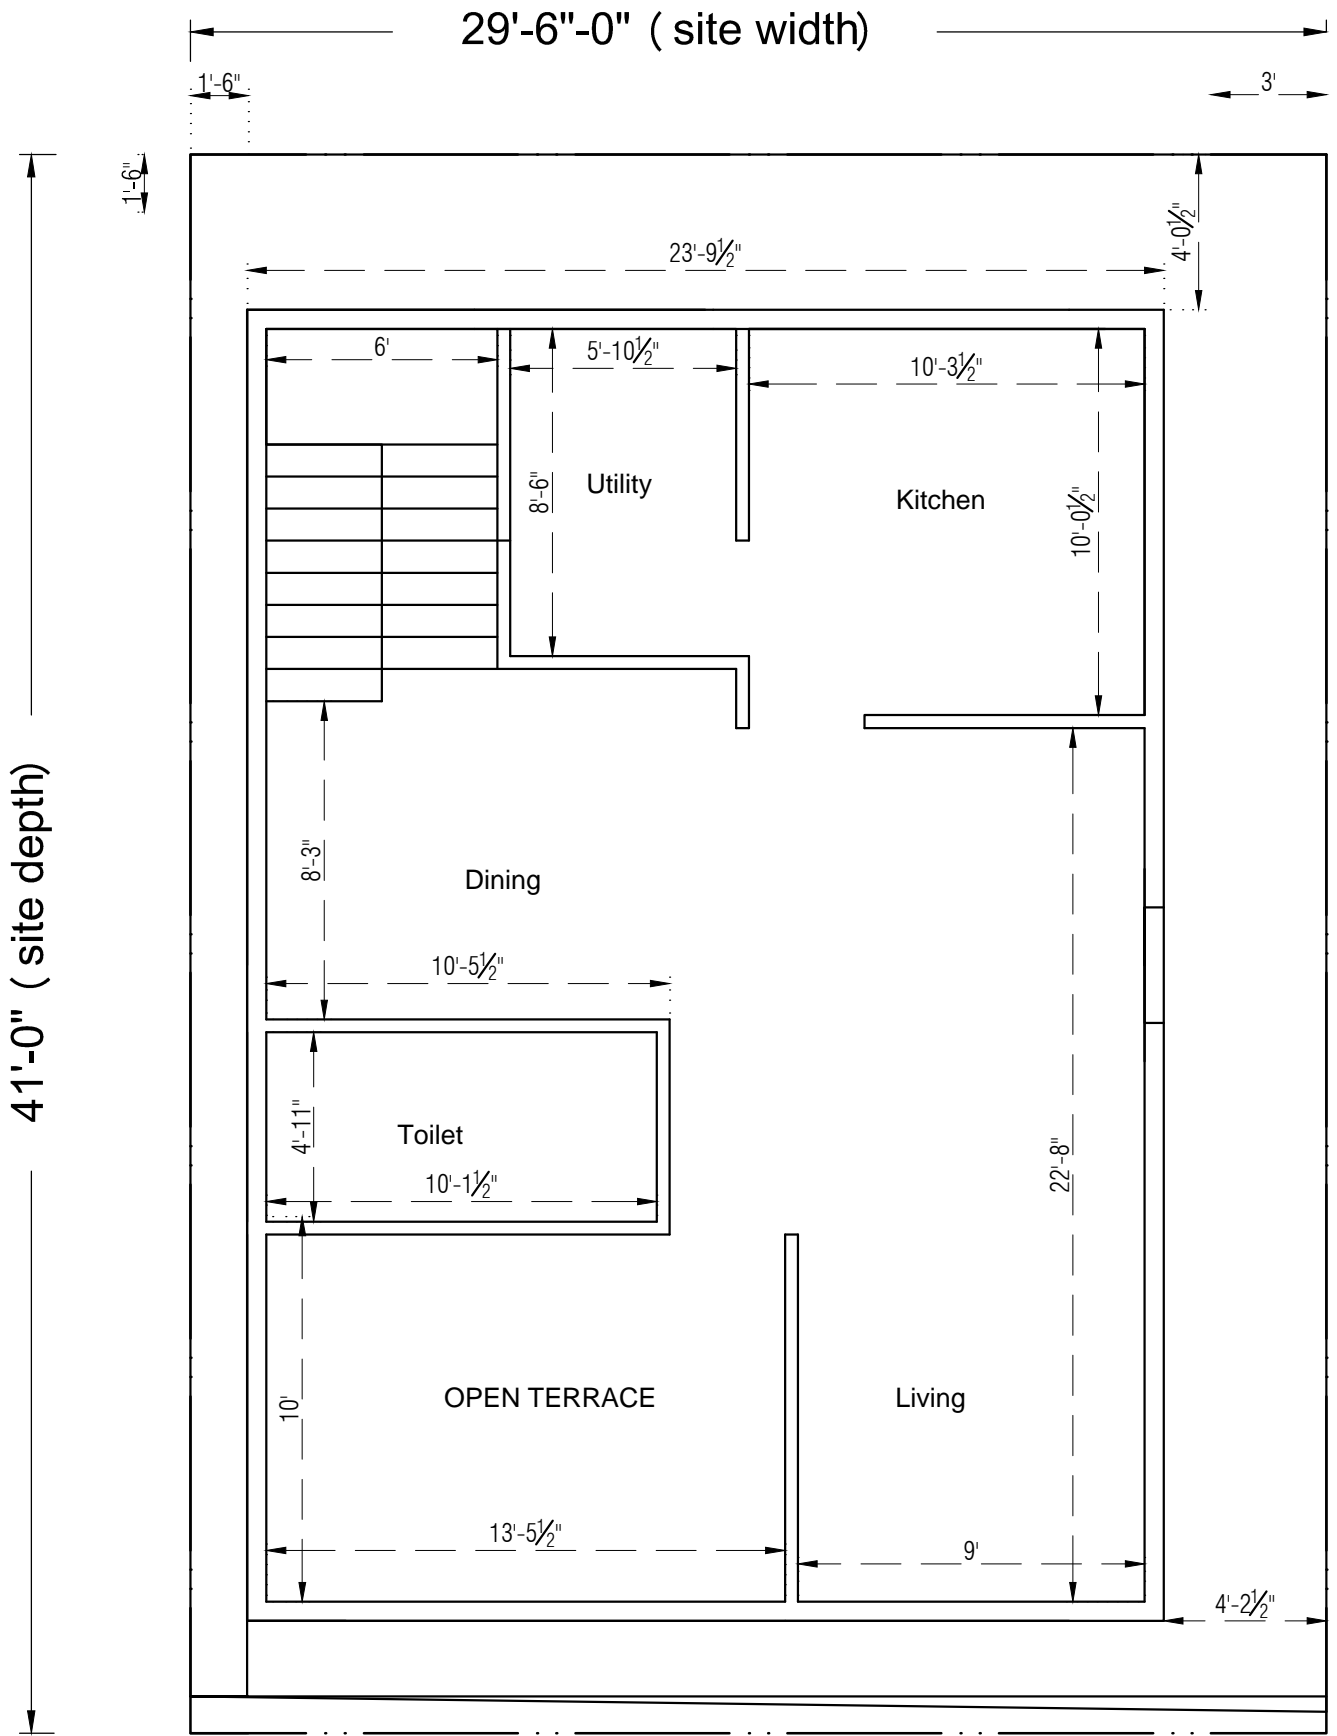 29'-6"-0" ( site width)
1'-6"
3'
1'-6"
4'-0½"
23'-9½"
6'
5'-10½"
10'-3½"
8'-6"
Utility
Kitchen
10'-0½"
41'-0" ( site depth)
8'-3"
Dining
10'-5½"
4'-11"
Toilet
10'-1½"
22'-8"
10'
OPEN TERRACE
Living
13'-5½"
9'
4'-2½"